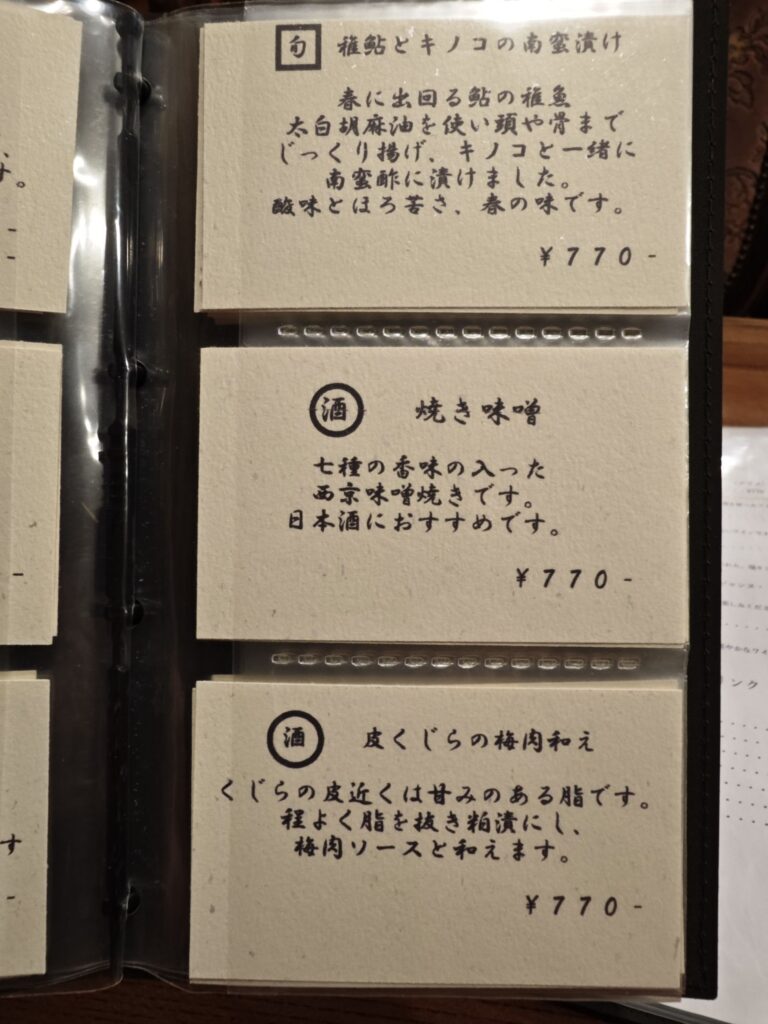 旬 稚鮎とキノコの南蛮漬け
春に出回る鮎の稚魚
太白胡麻油を使い頭や骨まで
じっくり揚げ、キノコと一緒に
南蛮酢に漬けました。
酸味とほろ苦さ、春の味です。
¥770-
酒 焼き味噌
七種の香味の入った
西京味噌焼きです。
日本酒におすすめです。
¥770-
酒 皮くじらの梅肉和え
くじらの皮近くは甘みのある脂です。
程よく脂を抜き粕漬にし、
梅肉ソースと和えます。
¥770-